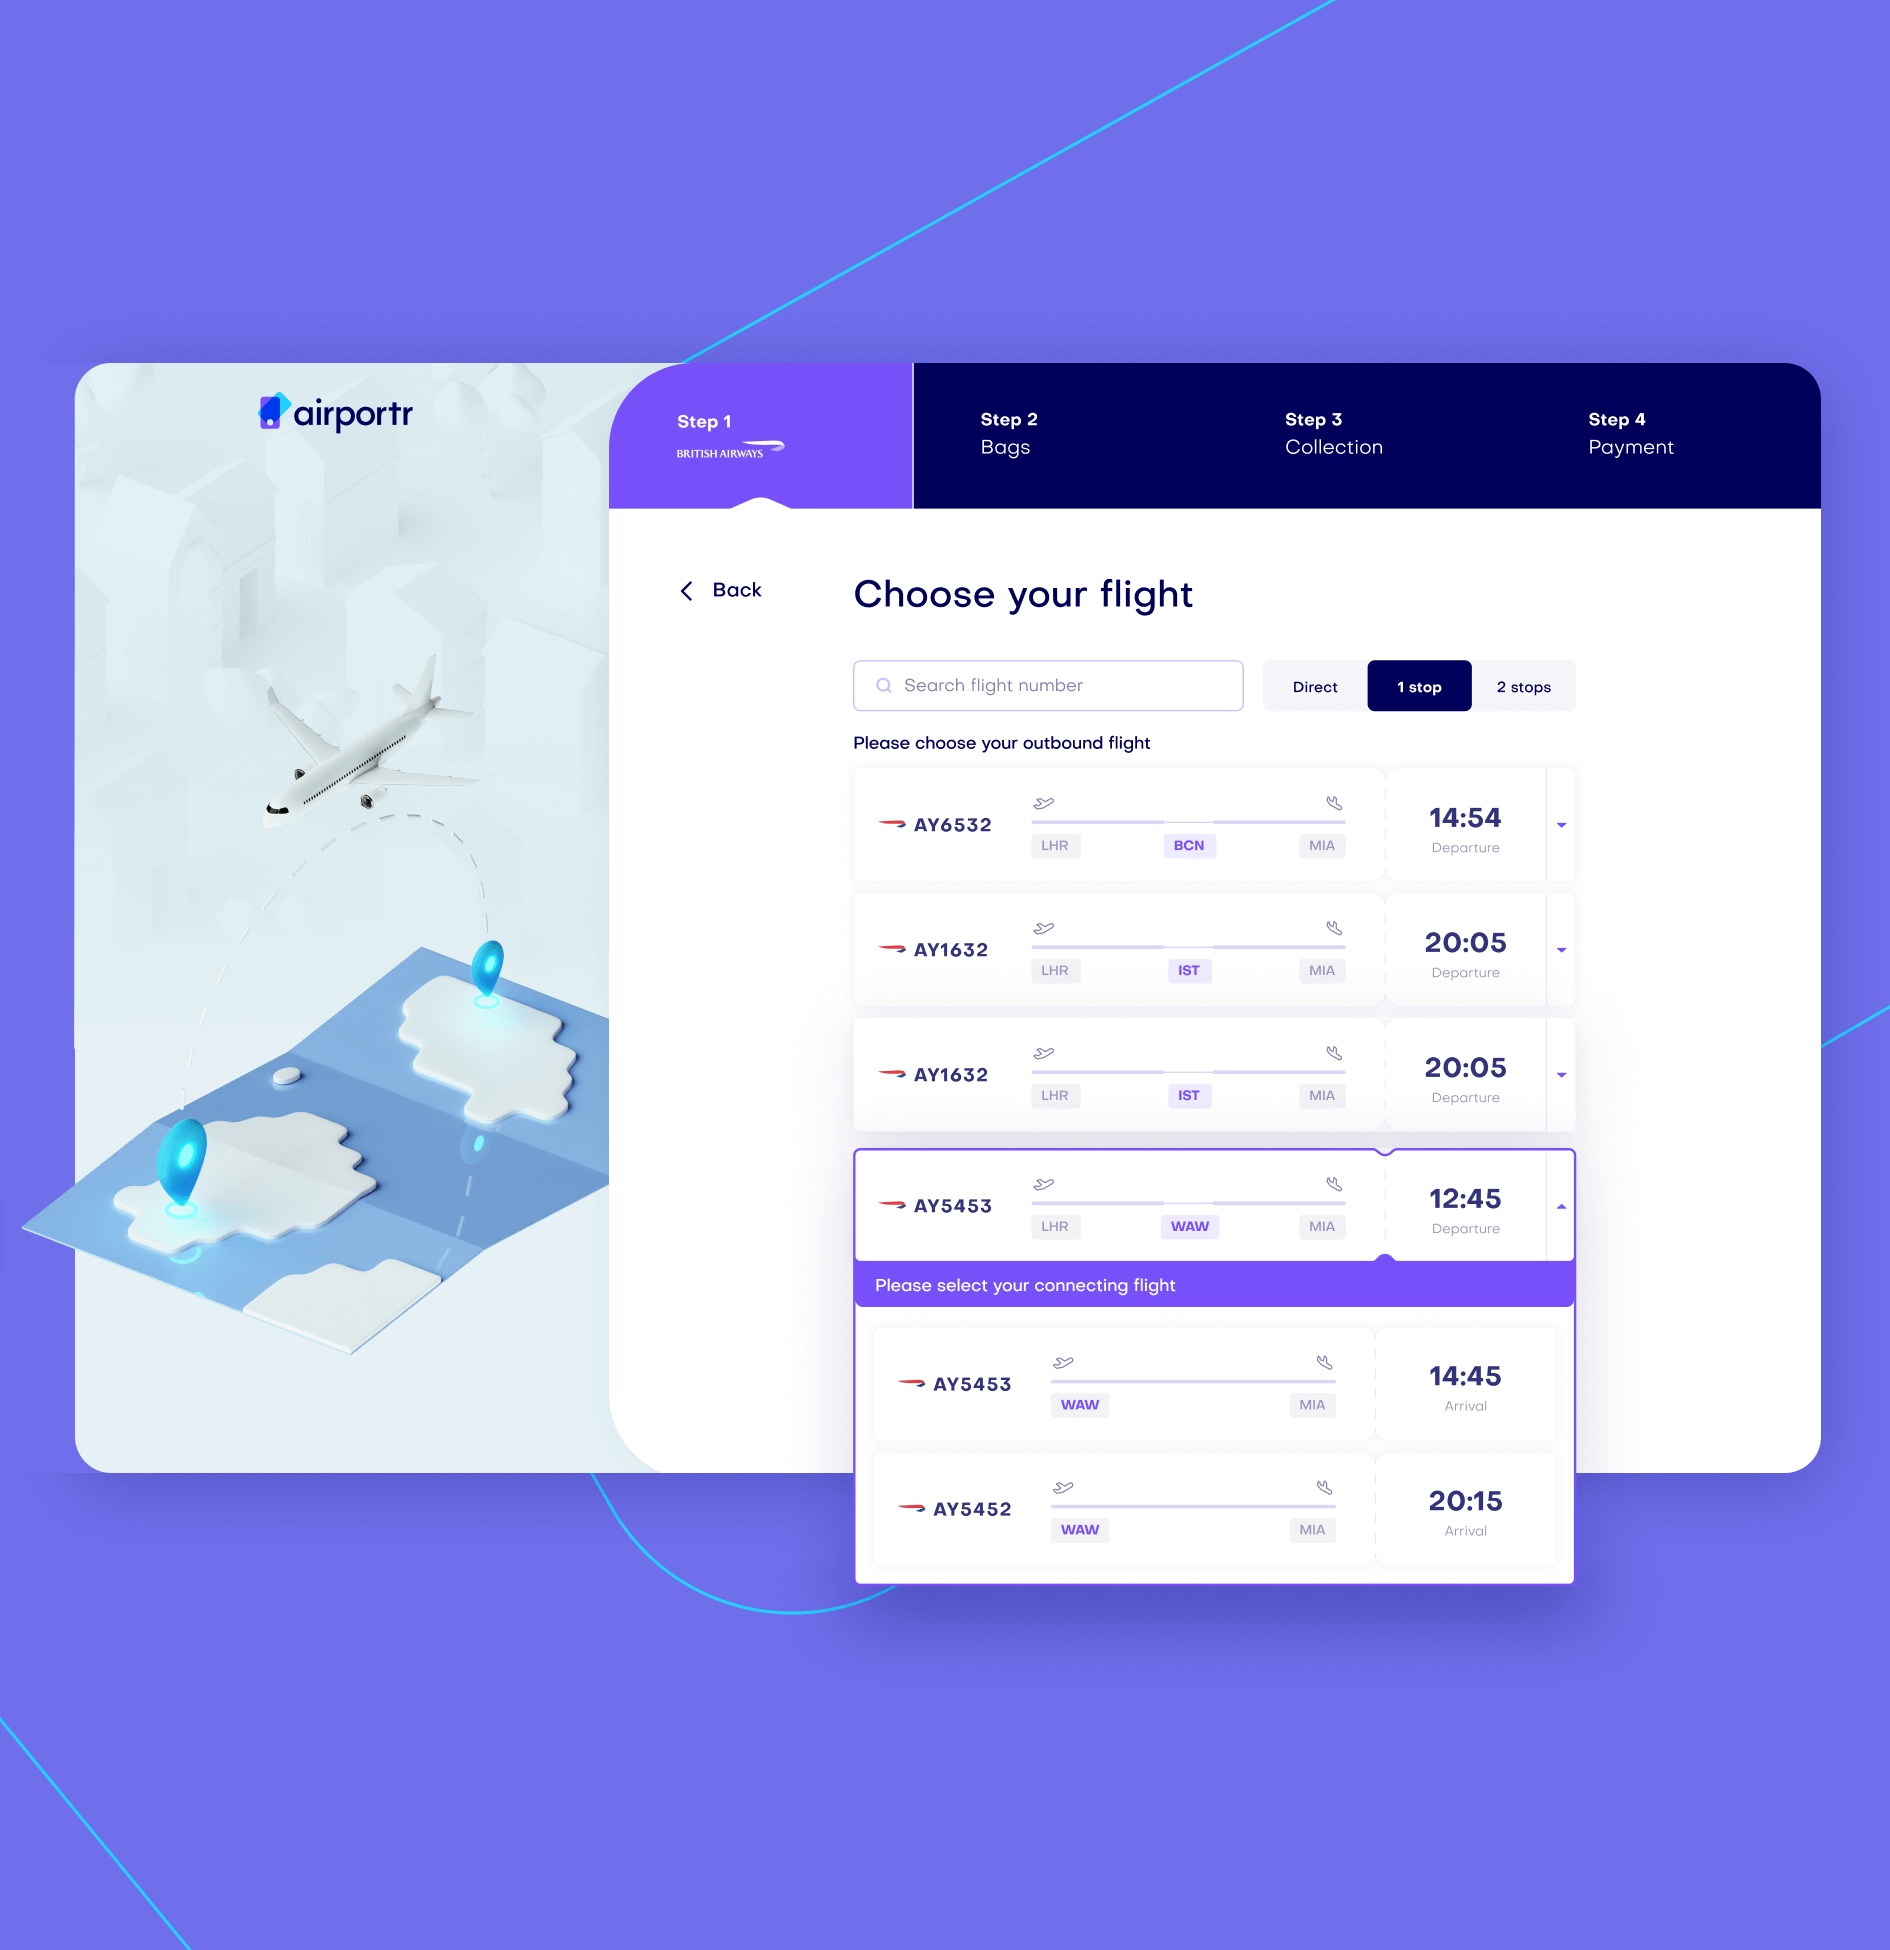 airportr
Step 1
BRITISH AIRWAYS
Step 2
Bags
Step 3
Collection
Step 4
Payment
Back
Choose your flight
Search flight number
Direct
1 stop
2 stops
Please choose your outbound flight
AY6532
LHR
BCN
MIA
14:54
Departure
AY1632
LHR
IST
MIA
20:05
Departure
AY1632
LHR
IST
MIA
20:05
Departure
AY5453
LHR
WAW
MIA
12:45
Departure
Please select your connecting flight
AY5453
WAW
MIA
14:45
Arrival
AY5452
WAW
MIA
20:15
Arrival